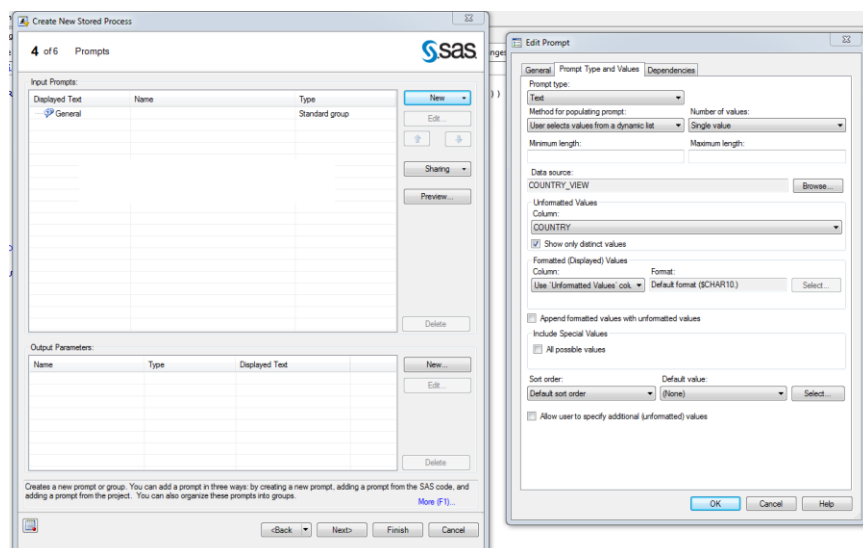 Create New Stored Process
4 of 6 Prompts
sas
Input Prompts:
Displayed Text Name Type
General Standard group
New
Edit...
Sharing
Preview...
Delete
Output Parameters:
Name Type Displayed Text
New...
Edit...
Delete
Creates a new prompt or group. You can add a prompt in three ways: by creating a new prompt, adding a prompt from the SAS code, and
adding a prompt from the project. You can also organize these prompts into groups.
More (F1)...
<Back Next> Finish Cancel
nges
) )
Edit Prompt
General Prompt Type and Values Dependencies
Prompt type:
Text
Method for populating prompt: Number of values:
User selects values from a dynamic list Single value
Minimum length: Maximum length:
Data source:
COUNTRY_VIEW Browse...
Unformatted Values
Column:
COUNTRY
Show only distinct values
Formatted (Displayed) Values
Column: Format:
Use `Unformatted Values' colu Default format ($CHAR10.) Select...
Append formatted values with unformatted values
Include Special Values
All possible values
Sort order: Default value:
Default sort order (None) Select...
Allow user to specify additional (unformatted) values
OK Cancel Help